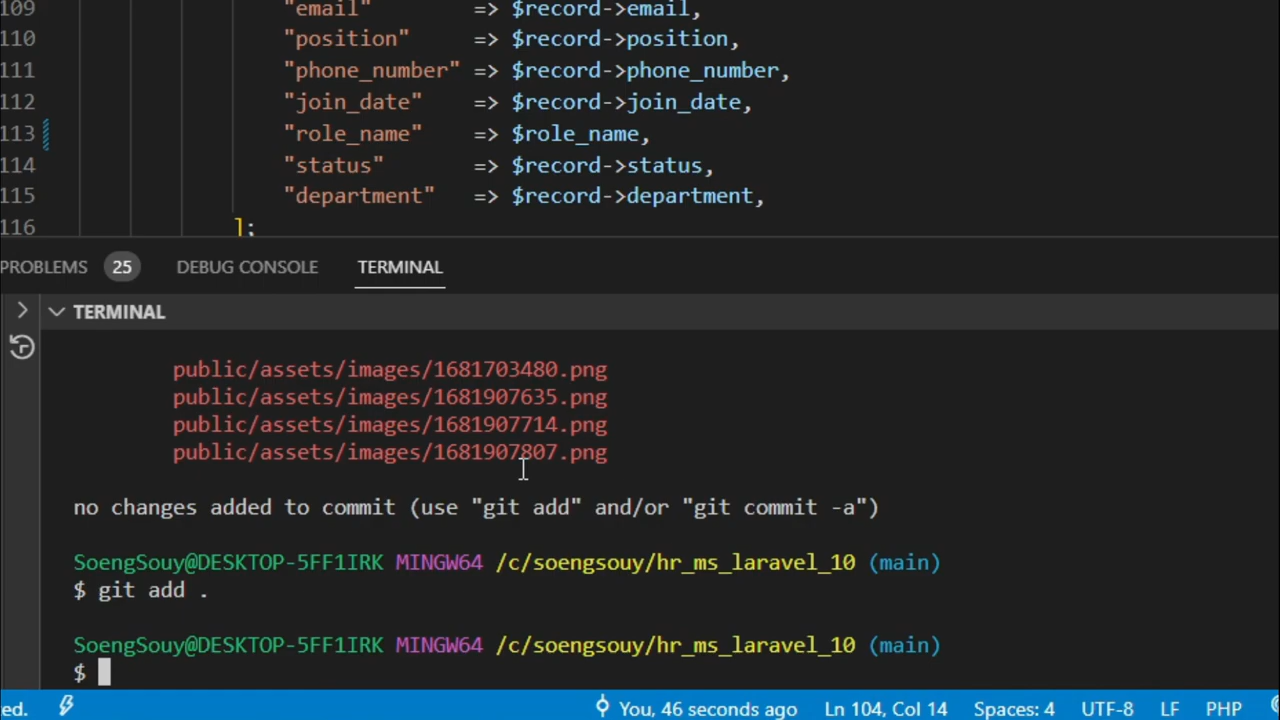 109 "email" => $record->email,
110 "position" => $record->position,
111 "phone_number" => $record->phone_number,
112 "join_date" => $record->join_date,
113 "role_name" => $role_name,
114 "status" => $record->status,
115 "department" => $record->department,
116 ];
PROBLEMS 25 DEBUG CONSOLE TERMINAL
TERMINAL
public/assets/images/1681703480.png
public/assets/images/1681907635.png
public/assets/images/1681907714.png
public/assets/images/1681907807.png
no changes added to commit (use "git add" and/or "git commit -a")
SoengSouy@DESKTOP-5FF1IRK MINGW64 /c/soengsouy/hr_ms_laravel_10 (main)
$ git add .
SoengSouy@DESKTOP-5FF1IRK MINGW64 /c/soengsouy/hr_ms_laravel_10 (main)
$
ted. You, 46 seconds ago Ln 104, Col 14 Spaces: 4 UTF-8 LF PHP